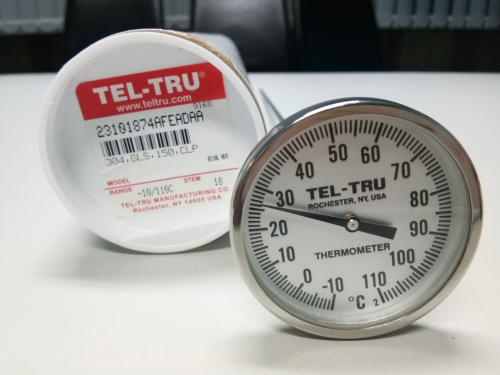 TEL-TRU®
www.teltru.com
23101874AFEADAA
304,GLS,150,CLP
MODEL
STEM 18
RANGE -10/110C
TEL-TRU MANUFACTURING CO.
Rochester, NY 14605 USA
50 60
40 70
30 80
20 90
10 100
0 110
-10
TEL-TRU
ROCHESTER, NY, USA
THERMOMETER
°C 2